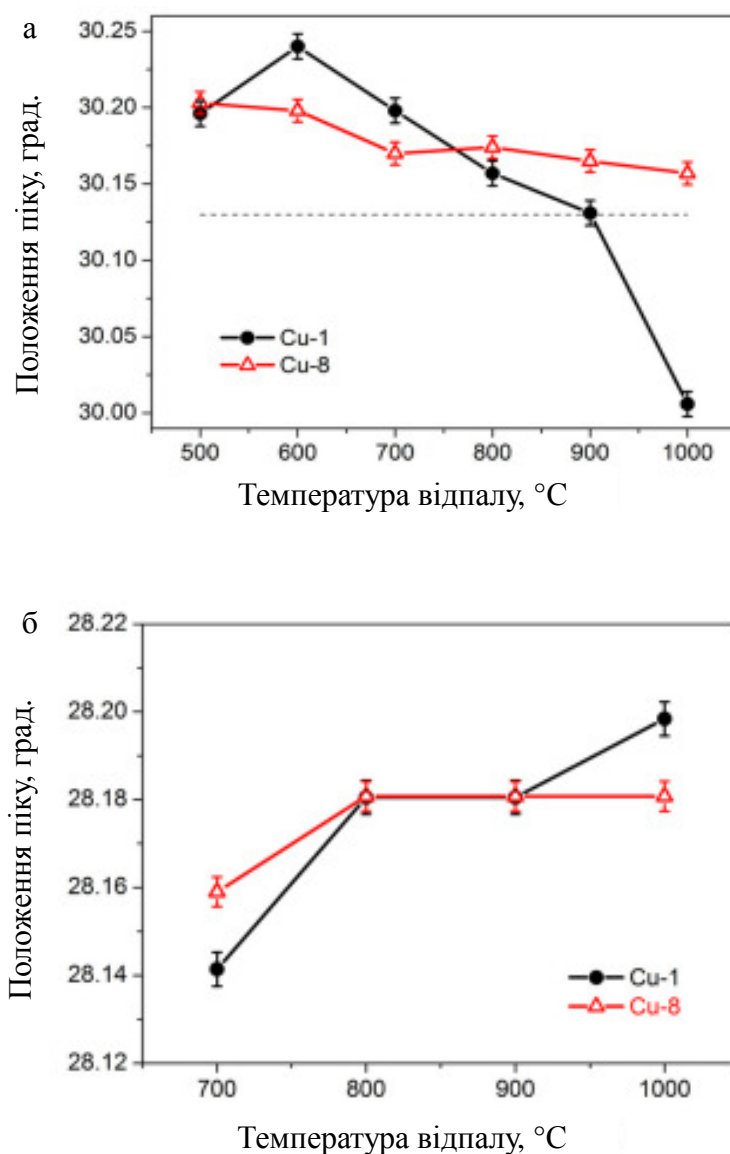 а
Положення піку, град.
30.25
30.20
30.15
30.10
30.05
30.00
Cu-1
Cu-8
500 600 700 800 900 1000
Температура відпалу, °C
б
Положення піку, град.
28.22
28.20
28.18
28.16
28.14
28.12
Cu-1
Cu-8
700 800 900 1000
Температура відпалу, °C